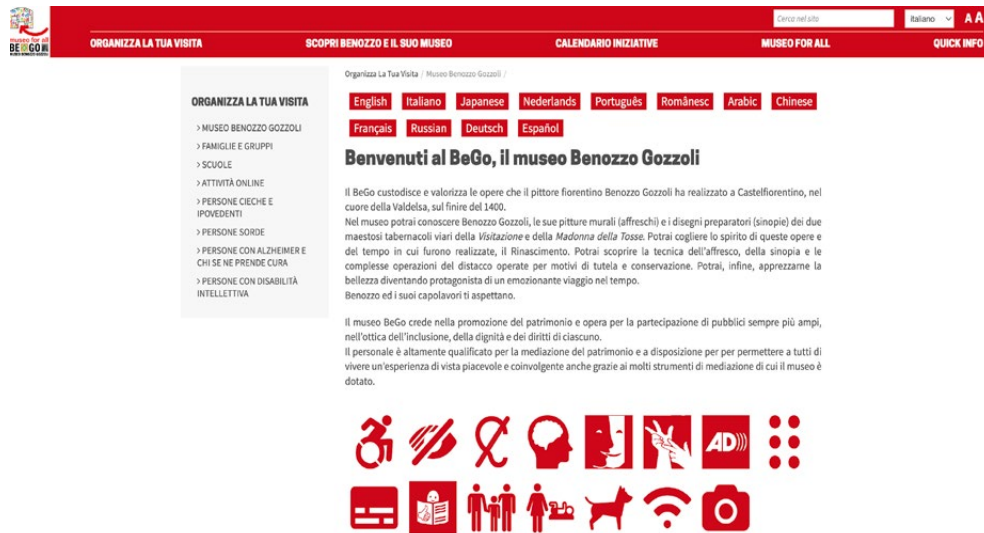 Cerca nel sito
italiano
A A
museo for all
BE GO
MUSEO BENOZZO GOZZOLI
ORGANIZZA LA TUA VISITA
SCOPRI BENOZZO E IL SUO MUSEO
CALENDARIO INIZIATIVE
MUSEO FOR ALL
QUICK INFO
ORGANIZZA LA TUA VISITA
> MUSEO BENOZZO GOZZOLI
> FAMIGLIE E GRUPPI
> SCUOLE
> ATTIVITÀ ONLINE
> PERSONE CIECHE E
IPOVEDENTI
> PERSONE SORDE
> PERSONE CON ALZHEIMER E
CHI SE NE PRENDE CURA
> PERSONE CON DISABILITÀ
INTELLETTIVA
Organizza La Tua Visita / Museo Benozzo Gozzoli /
English Italiano Japanese Nederlands Português Românesc Arabic Chinese
Français Russian Deutsch Español
Benvenuti al BeGo, il museo Benozzo Gozzoli
Il BeGo custodisce e valorizza le opere che il pittore fiorentino Benozzo Gozzoli ha realizzato a Castelfiorentino, nel
cuore della Valdelsa, sul finire del 1400.
Nel museo potrai conoscere Benozzo Gozzoli, le sue pitture murali (affreschi) e i disegni preparatori (sinopie) dei due
maestosi tabernacoli viari della Visitazione e della Madonna della Tosse. Potrai cogliere lo spirito di queste opere e
del tempo in cui furono realizzate, il Rinascimento. Potrai scoprire la tecnica dell'affresco, della sinopia e le
complesse operazioni del distacco operate per motivi di tutela e conservazione. Potrai, infine, apprezzarne la
bellezza diventando protagonista di un emozionante viaggio nel tempo.
Benozzo ed i suoi capolavori ti aspettano.
Il museo BeGo crede nella promozione del patrimonio e opera per la partecipazione di pubblici sempre più ampi,
nell'ottica dell'inclusione, della dignità e dei diritti di ciascuno.
Il personale è altamente qualificato per la mediazione del patrimonio e a disposizione per per permettere a tutti di
vivere un'esperienza di vista piacevole e coinvolgente anche grazie ai molti strumenti di mediazione di cui il museo è
dotato.
AD